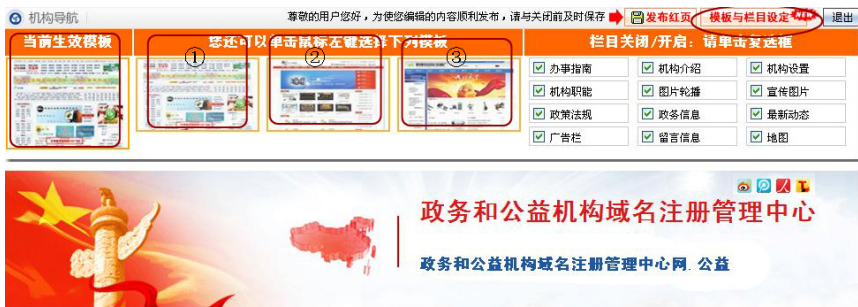 机构导航 尊敬的用户您好，为使您编辑的内容顺利发布，请与关闭前及时保存 发布红页 模板与栏目设定 退出
当前生效模板 您还可以单击鼠标左键选择下列模板 栏目关闭/开启：请单击复选框
① ② ③
办事指南 机构介绍 机构设置
机构职能 图片轮播 宣传图片
政策法规 政务信息 最新动态
广告栏 留言信息 地图
政务和公益机构域名注册管理中心
政务和公益机构域名注册管理中心网.公益